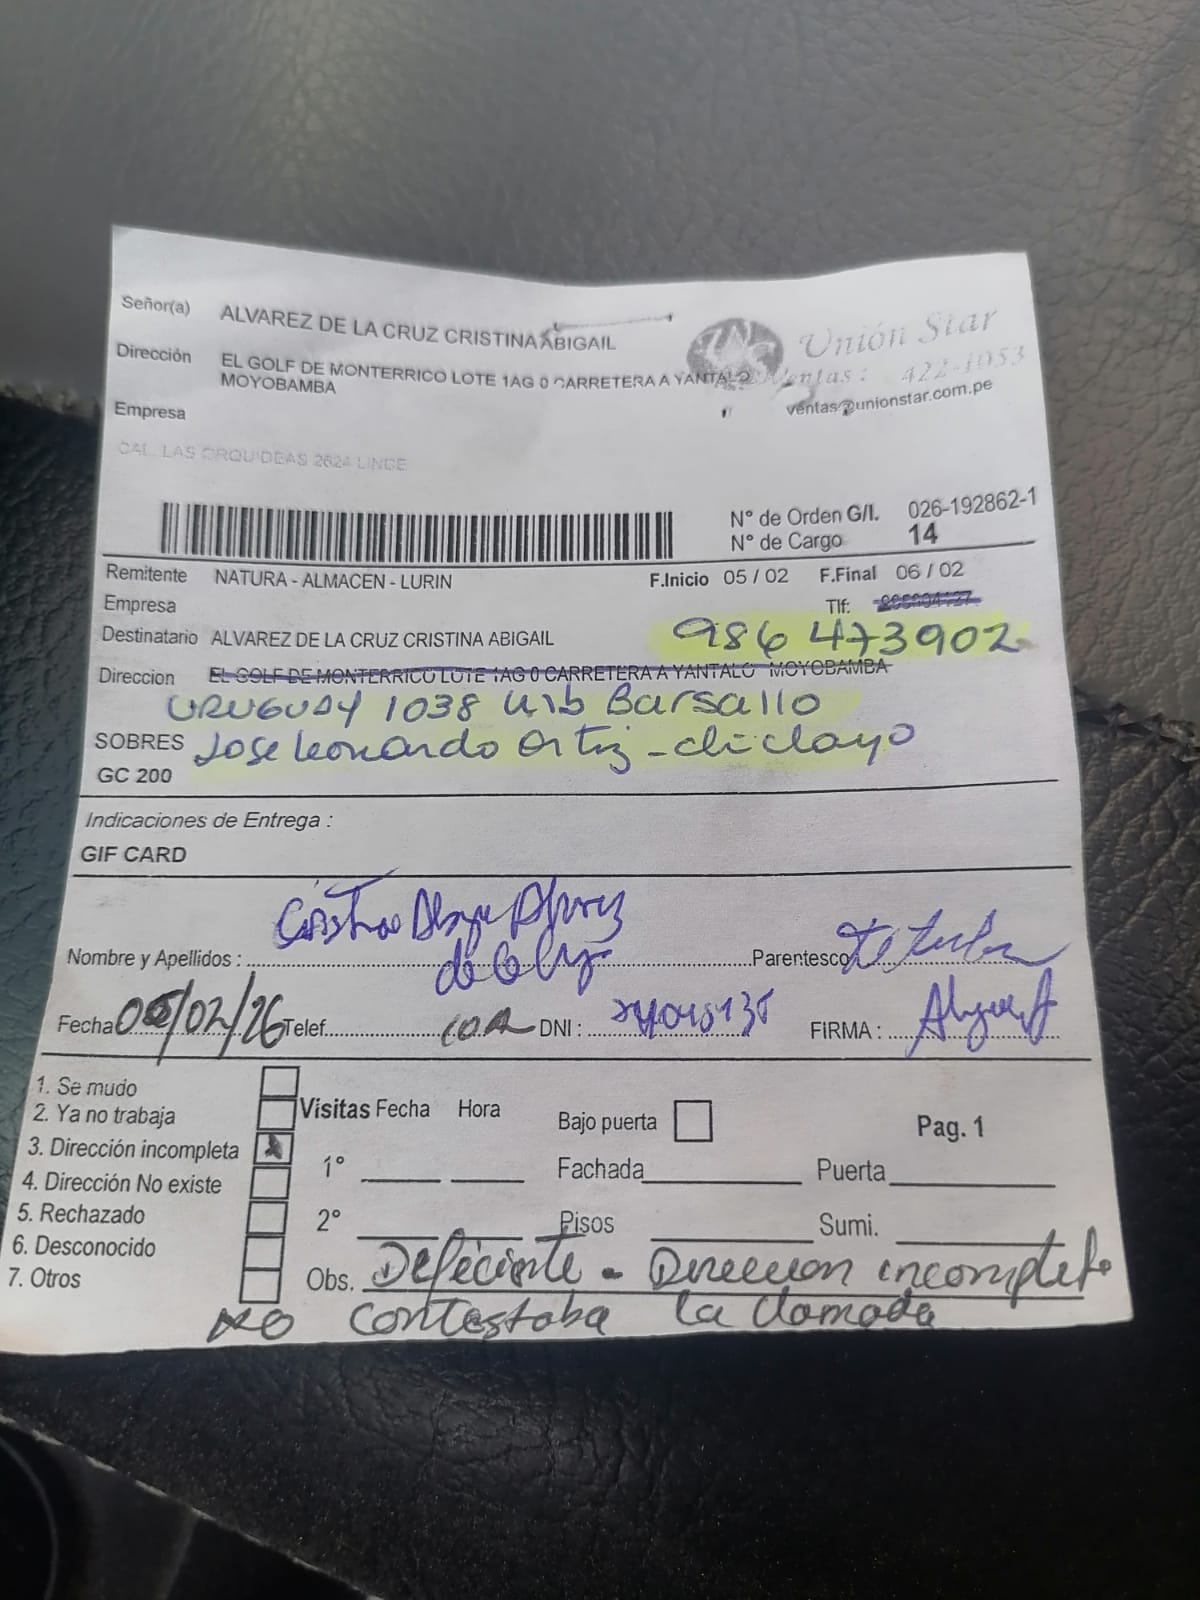 Señor(a) ALVAREZ DE LA CRUZ CRISTINA ABIGAIL
Unión Star
Dirección EL GOLF DE MONTERRICO LOTE 1AG 0 CARRETERA A YANTALO
MOYOBAMBA
Ventas: 422-1053
ventas@unionstar.com.pe
Empresa
CAL. LAS ORQUIDEAS 2624 LINCE
N° de Orden G/I. 026-192862-1
N° de Cargo 14
Remitente NATURA - ALMACEN - LURIN F.Inicio 05 / 02 F.Final 06 / 02
Empresa Tlf:
Destinatario ALVAREZ DE LA CRUZ CRISTINA ABIGAIL 986 473902
Direccion EL GOLF DE MONTERRICO LOTE 1AG 0 CARRETERA A YANTALO MOYOBAMBA
URUGUAY 1038 Urb Barsallo
SOBRES Jose Leonardo Ortiz - chiclayo
GC 200
Indicaciones de Entrega :
GIF CARD
Nombre y Apellidos : Parentesco
de la Cruz
Fecha /02/26 Telef. DNI : FIRMA :
1. Se mudo
2. Ya no trabaja Visitas Fecha Hora Bajo puerta Pag. 1
3. Dirección incompleta 1° Fachada Puerta
4. Dirección No existe
5. Rechazado 2° Pisos Sumi.
6. Desconocido
7. Otros Obs. Deficiente - Direccion incompleta
NO contestaba la llamada